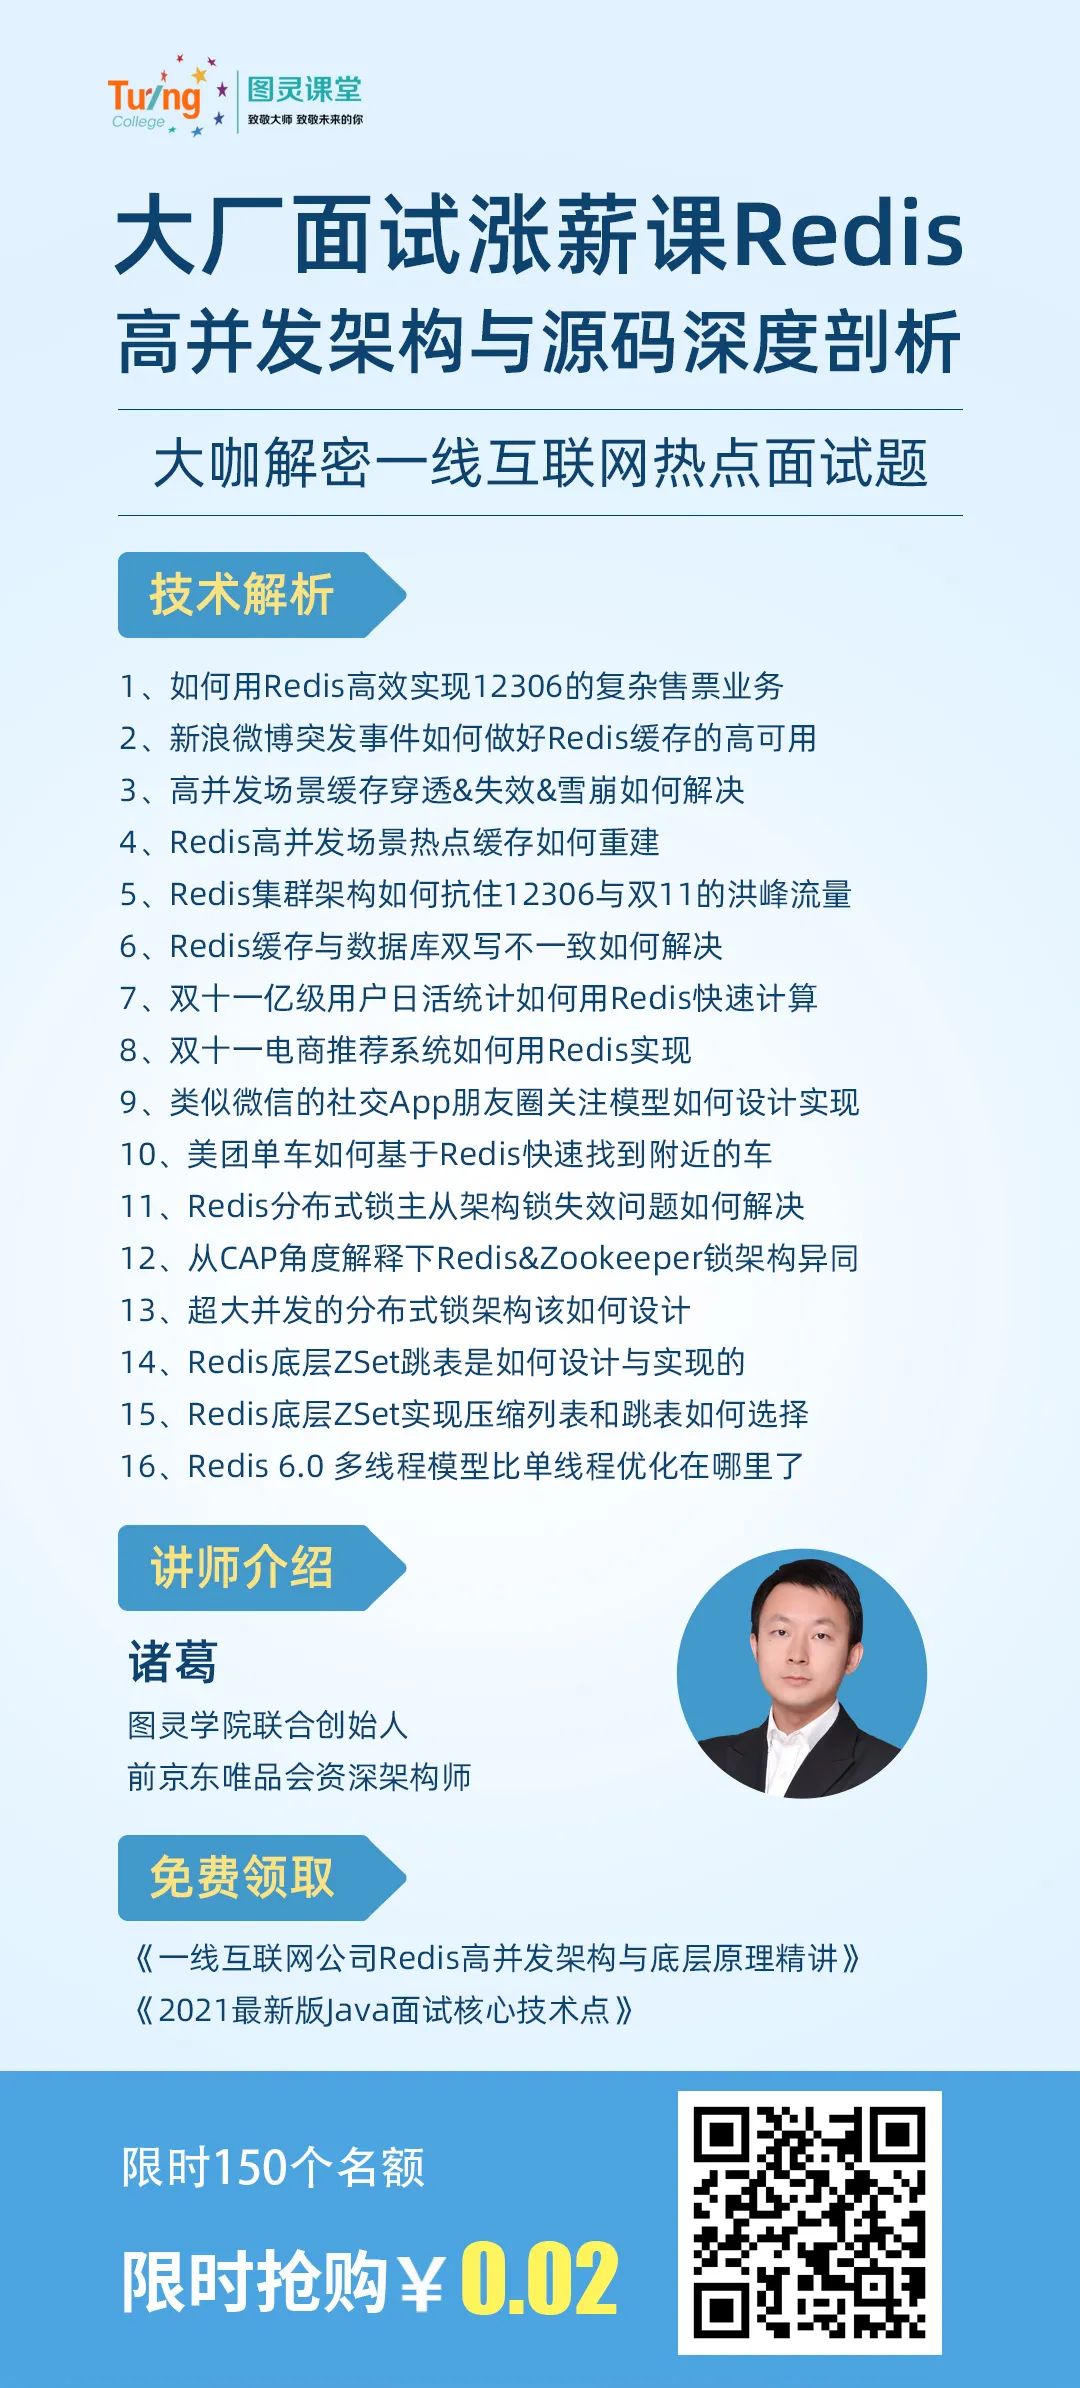 Turing
College
图灵课堂
致敬大师 致敬未来的你
大厂面试涨薪课Redis
高并发架构与源码深度剖析
大咖解密一线互联网热点面试题
技术解析
1、如何用Redis高效实现12306的复杂售票业务
2、新浪微博突发事件如何做好Redis缓存的高可用
3、高并发场景缓存穿透&失效&雪崩如何解决
4、Redis高并发场景热点缓存如何重建
5、Redis集群架构如何抗住12306与双11的洪峰流量
6、Redis缓存与数据库双写不一致如何解决
7、双十一亿级用户日活统计如何用Redis快速计算
8、双十一电商推荐系统如何用Redis实现
9、类似微信的社交App朋友圈关注模型如何设计实现
10、美团单车如何基于Redis快速找到附近的车
11、Redis分布式锁主从架构锁失效问题如何解决
12、从CAP角度解释下Redis&Zookeeper锁架构异同
13、超大并发的分布式锁架构该如何设计
14、Redis底层ZSet跳表是如何设计与实现的
15、Redis底层ZSet实现压缩列表和跳表如何选择
16、Redis 6.0 多线程模型比单线程优化在哪里了
讲师介绍
诸葛
图灵学院联合创始人
前京东唯品会资深架构师
免费领取
《一线互联网公司Redis高并发架构与底层原理精讲》
《2021最新版Java面试核心技术点》
限时150个名额
限时抢购¥0.02